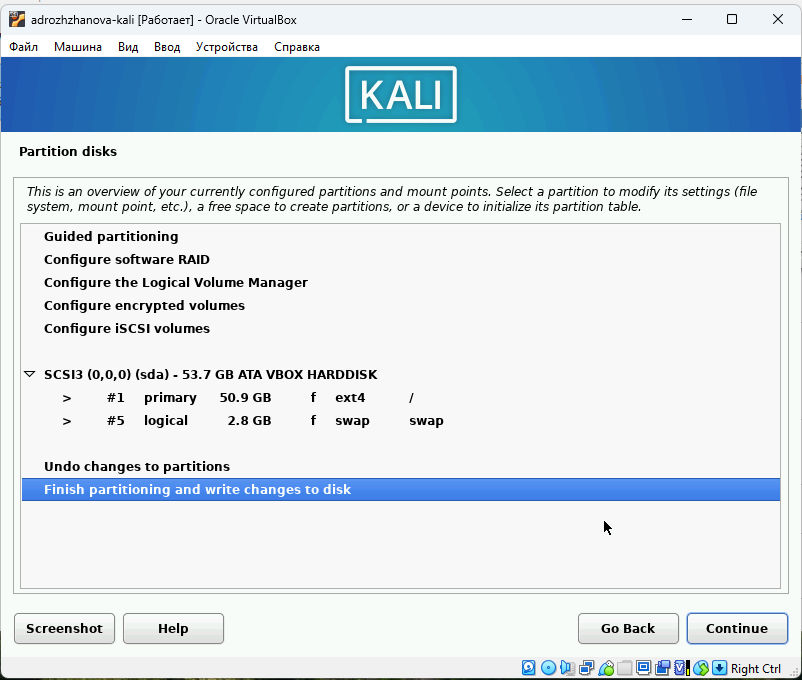 adrozhzhanova-kali [Работает] - Oracle VirtualBox
Файл Машина Вид Ввод Устройства Справка
KALI
Partition disks
This is an overview of your currently configured partitions and mount points. Select a partition to modify its settings (file
system, mount point, etc.), a free space to create partitions, or a device to initialize its partition table.
Guided partitioning
Configure software RAID
Configure the Logical Volume Manager
Configure encrypted volumes
Configure iSCSI volumes
SCSI3 (0,0,0) (sda) - 53.7 GB ATA VBOX HARDDISK
> #1 primary 50.9 GB f ext4 /
> #5 logical 2.8 GB f swap swap
Undo changes to partitions
Finish partitioning and write changes to disk
Screenshot Help Go Back Continue
Right Ctrl